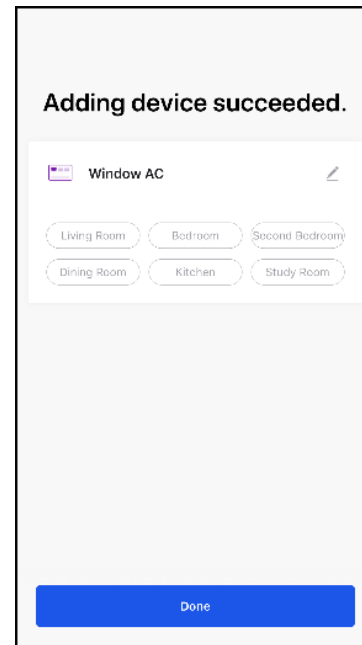 Adding device succeeded.
Window AC
Living Room Bedroom Second Bedroom
Dining Room Kitchen Study Room
Done